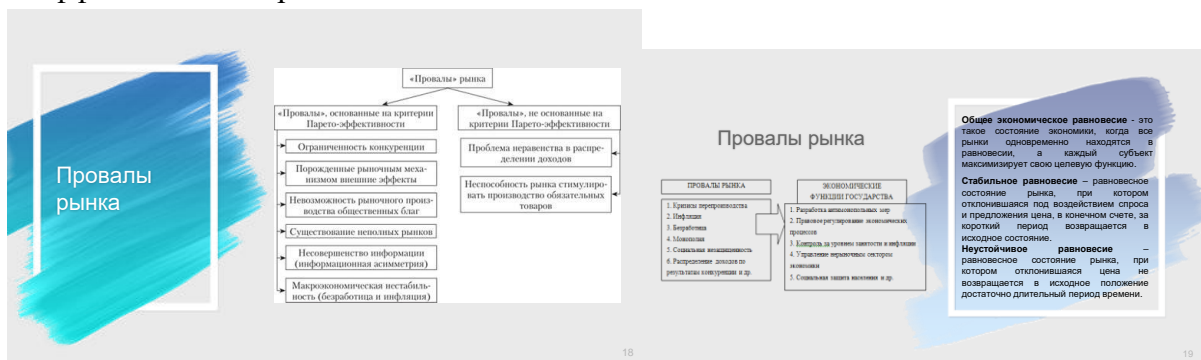 Провалы
рынка
«Провалы» рынка
«Провалы», основанные на критерии
Парето-эффективности
Ограниченность конкуренции
Порожденные рыночным меха-
низмом внешние эффекты
Невозможность рыночного произ-
водства общественных благ
Существование неполных рынков
Несовершенство информации
(информационная асимметрия)
Макроэкономическая нестабиль-
ность (безработица и инфляция)
«Провалы», не основанные на
критерии Парето-эффективности
Проблема неравенства в распре-
делении доходов
Неспособность рынка стимулиро-
вать производство обязательных
товаров
18
Провалы рынка
ПРОВАЛЫ РЫНКА
1. Кризисы перепроизводства
2. Инфляция
3. Безработица
4. Монополия
5. Социальная незащищенность
6. Распределение доходов по
результатам конкуренции и др.
ЭКОНОМИЧЕСКИЕ
ФУНКЦИИ ГОСУДАРСТВА
1. Разработка антимонопольных мер
2. Правовое регулирование экономических
процессов
3. Контроль за уровнем занятости и инфляции
4. Управление нерыночным сектором
экономики
5. Социальная защита населения и др.
Общее экономическое равновесие - это
такое состояние экономики, когда все
рынки одновременно находятся в
равновесии, а каждый субъект
максимизирует свою целевую функцию.
Стабильное равновесие – равновесное
состояние рынка, при котором
отклонившаяся под воздействием спроса
и предложения цена, в конечном счете, за
короткий период возвращается в
исходное состояние.
Неустойчивое равновесие –
равновесное состояние рынка, при
котором отклонившаяся цена не
возвращается в исходное положение
достаточно длительный период времени.
19